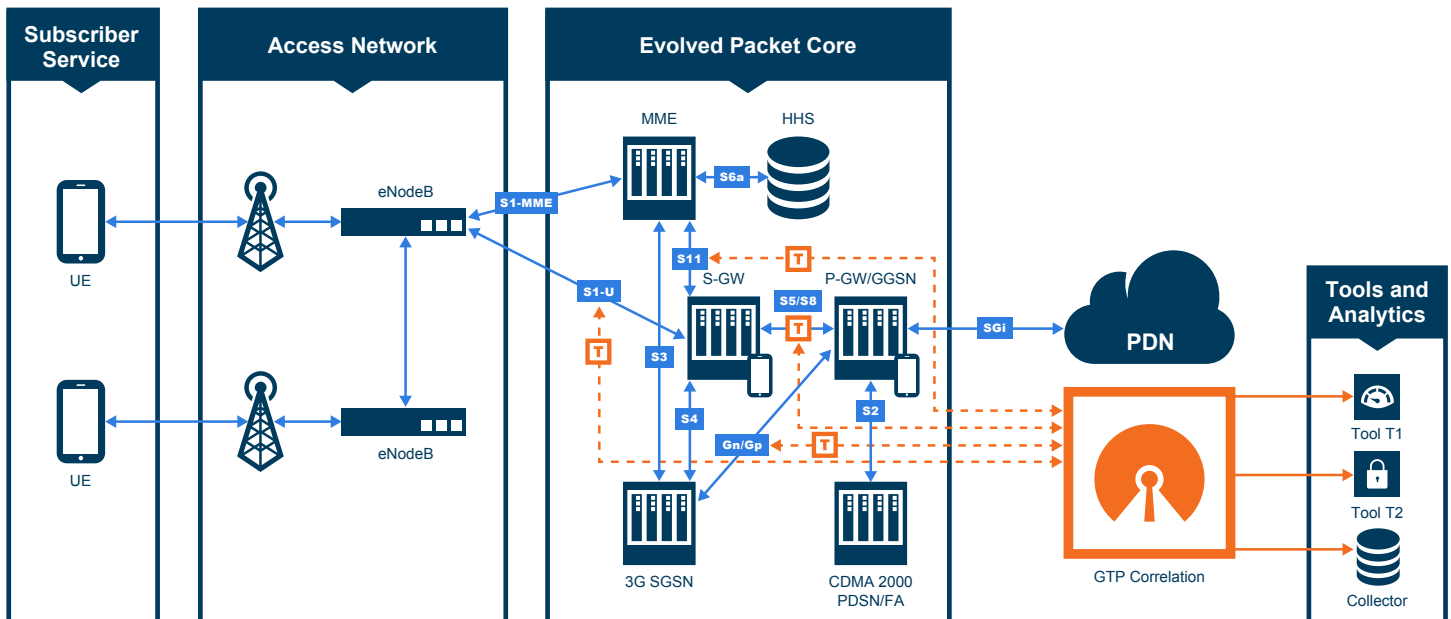 Subscriber
Service
Access Network
Evolved Packet Core
MME
HHS
S6a
eNodeB
S1-MME
UE
S11
T
S-GW
P-GW/GGSN
S1-U
S5/S8
T
SGi
PDN
T
S3
Tools and
Analytics
S4
S2
Tool T1
Gn/Gp
T
eNodeB
UE
Tool T2
3G SGSN
CDMA 2000
PDSN/FA
GTP Correlation
Collector